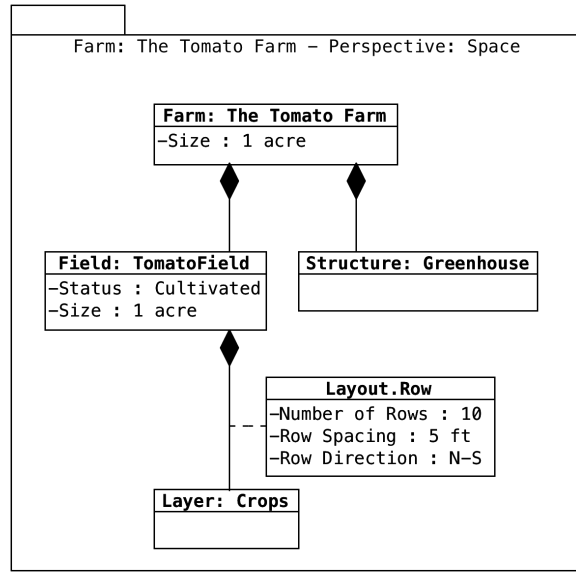 Farm: The Tomato Farm – Perspective: Space
Farm: The Tomato Farm
–Size : 1 acre
Field: TomatoField
–Status : Cultivated
–Size : 1 acre
Structure: Greenhouse
Layout.Row
–Number of Rows : 10
–Row Spacing : 5 ft
–Row Direction : N–S
Layer: Crops